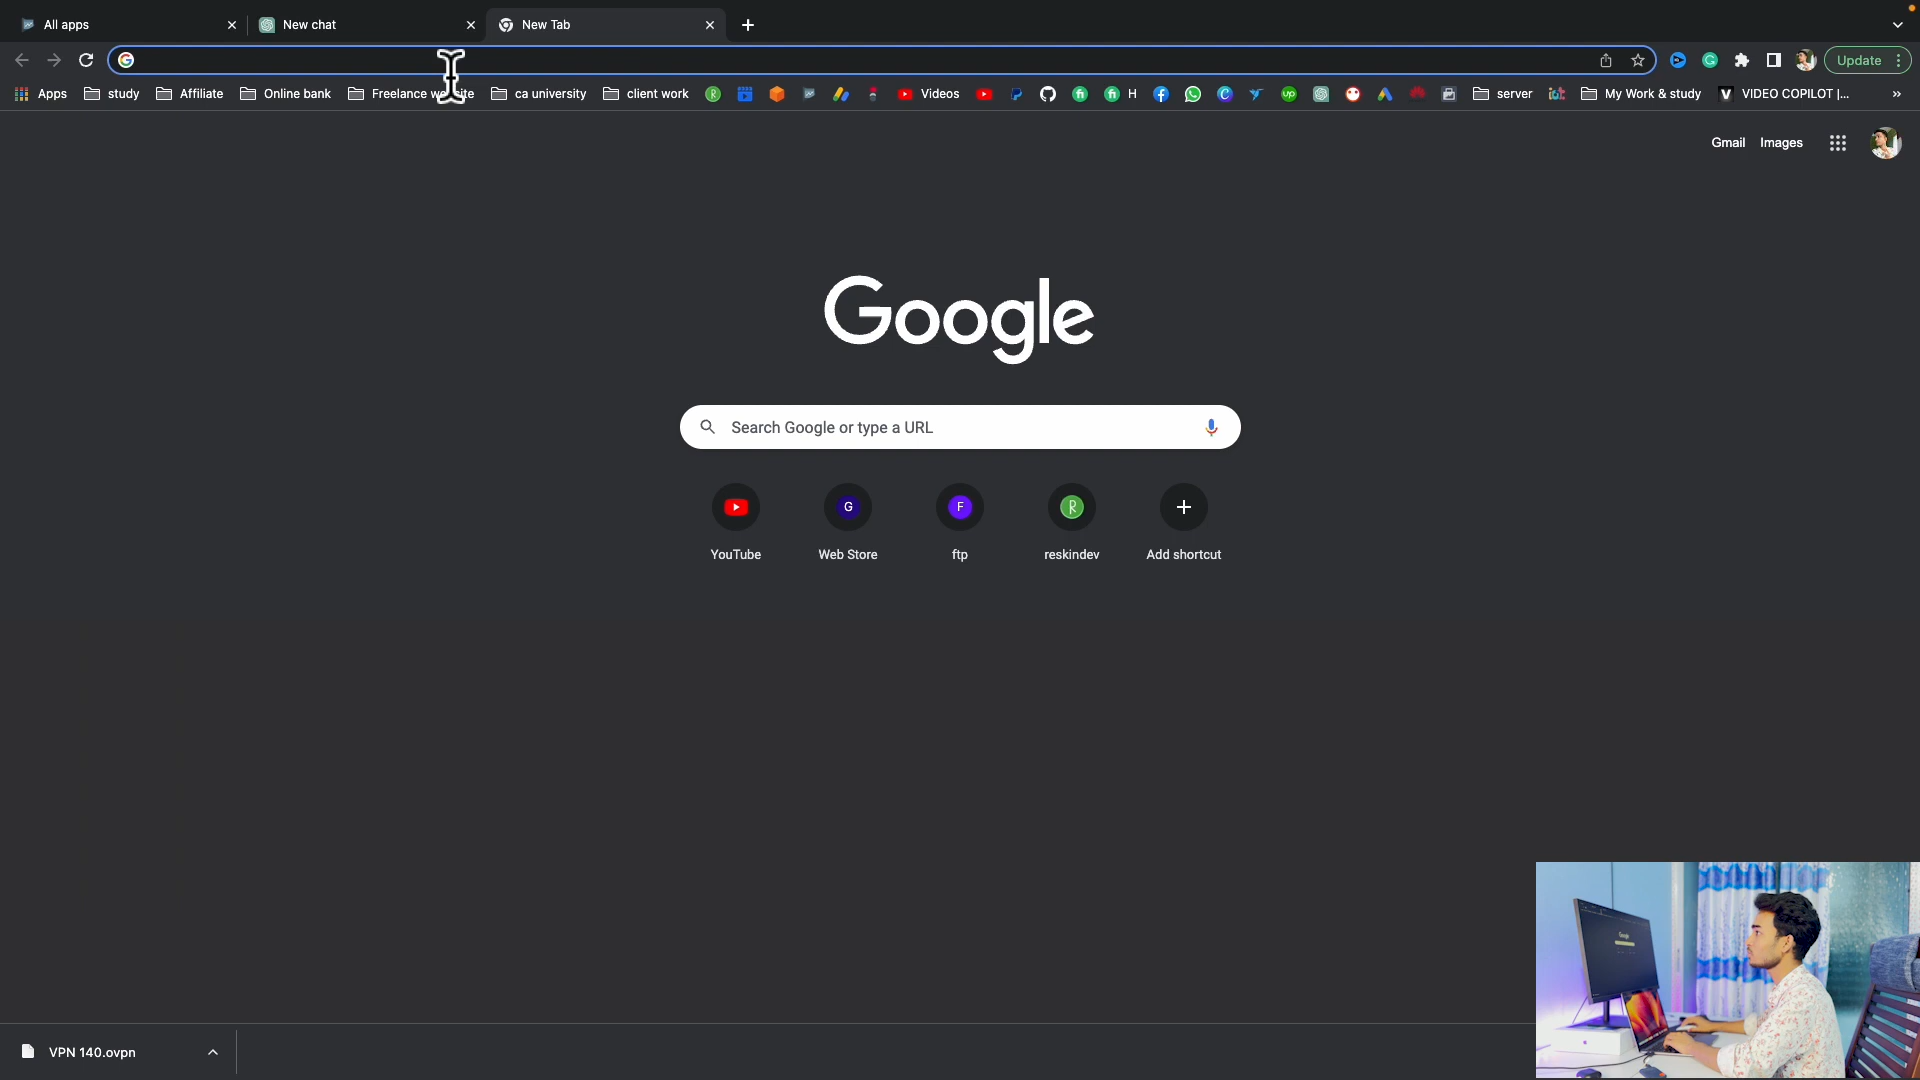 All apps
New chat
New Tab
Update
Apps
study
Affiliate
Online bank
Freelance
ca university
client work
Videos
H
server
My Work & study
VIDEO COPILOT |...
Gmail
Images
Google
Search Google or type a URL
YouTube
Web Store
ftp
reskindev
Add shortcut
VPN 140.ovpn